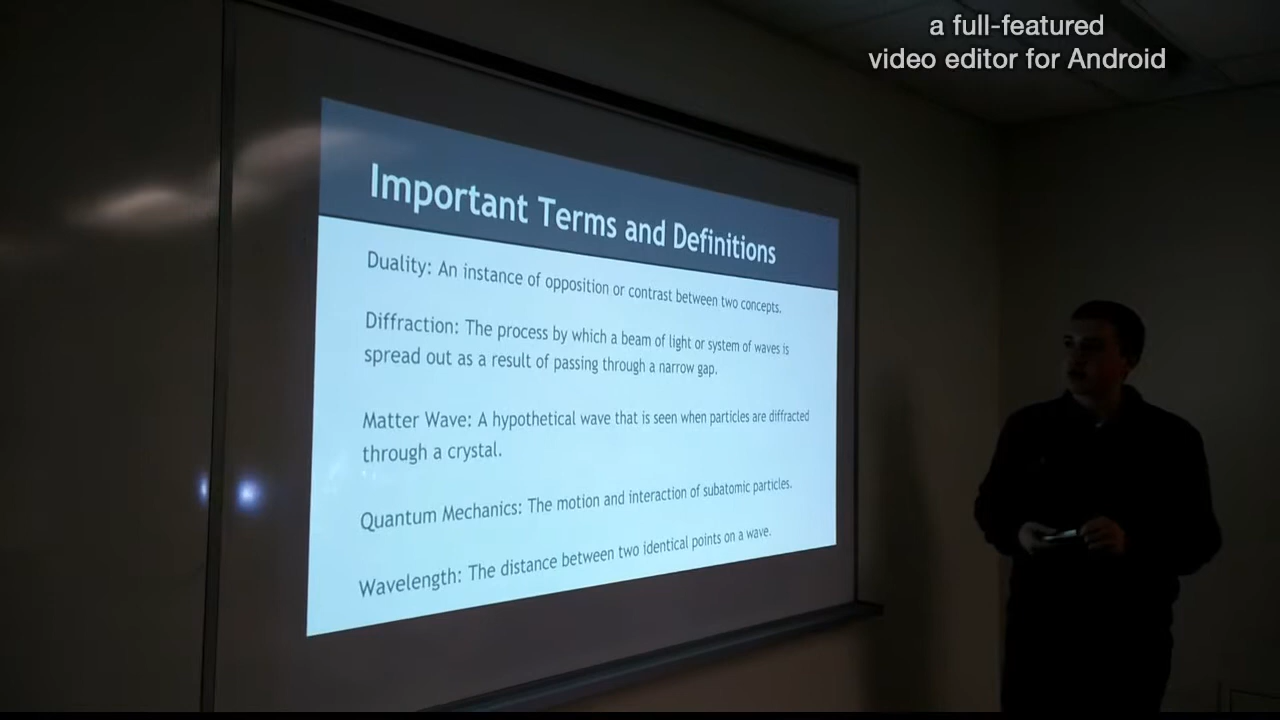 a full-featured
video editor for Android
Important Terms and Definitions
Duality: An instance of opposition or contrast between two concepts.
Diffraction: The process by which a beam of light or system of waves is
spread out as a result of passing through a narrow gap.
Matter Wave: A hypothetical wave that is seen when particles are diffracted
through a crystal.
Quantum Mechanics: The motion and interaction of subatomic particles.
Wavelength: The distance between two identical points on a wave.